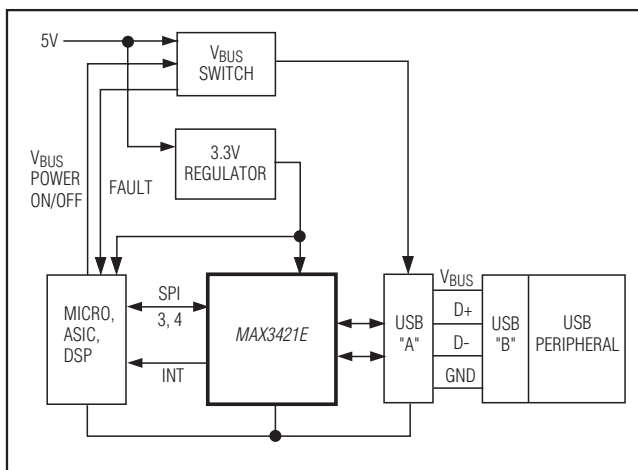 5V
VBUS
SWITCH
3.3V
REGULATOR
VBUS
POWER
ON/OFF
FAULT
MICRO,
ASIC,
DSP
SPI
3, 4
INT
MAX3421E
USB
"A"
VBUS
D+
D-
GND
USB
"B"
USB
PERIPHERAL